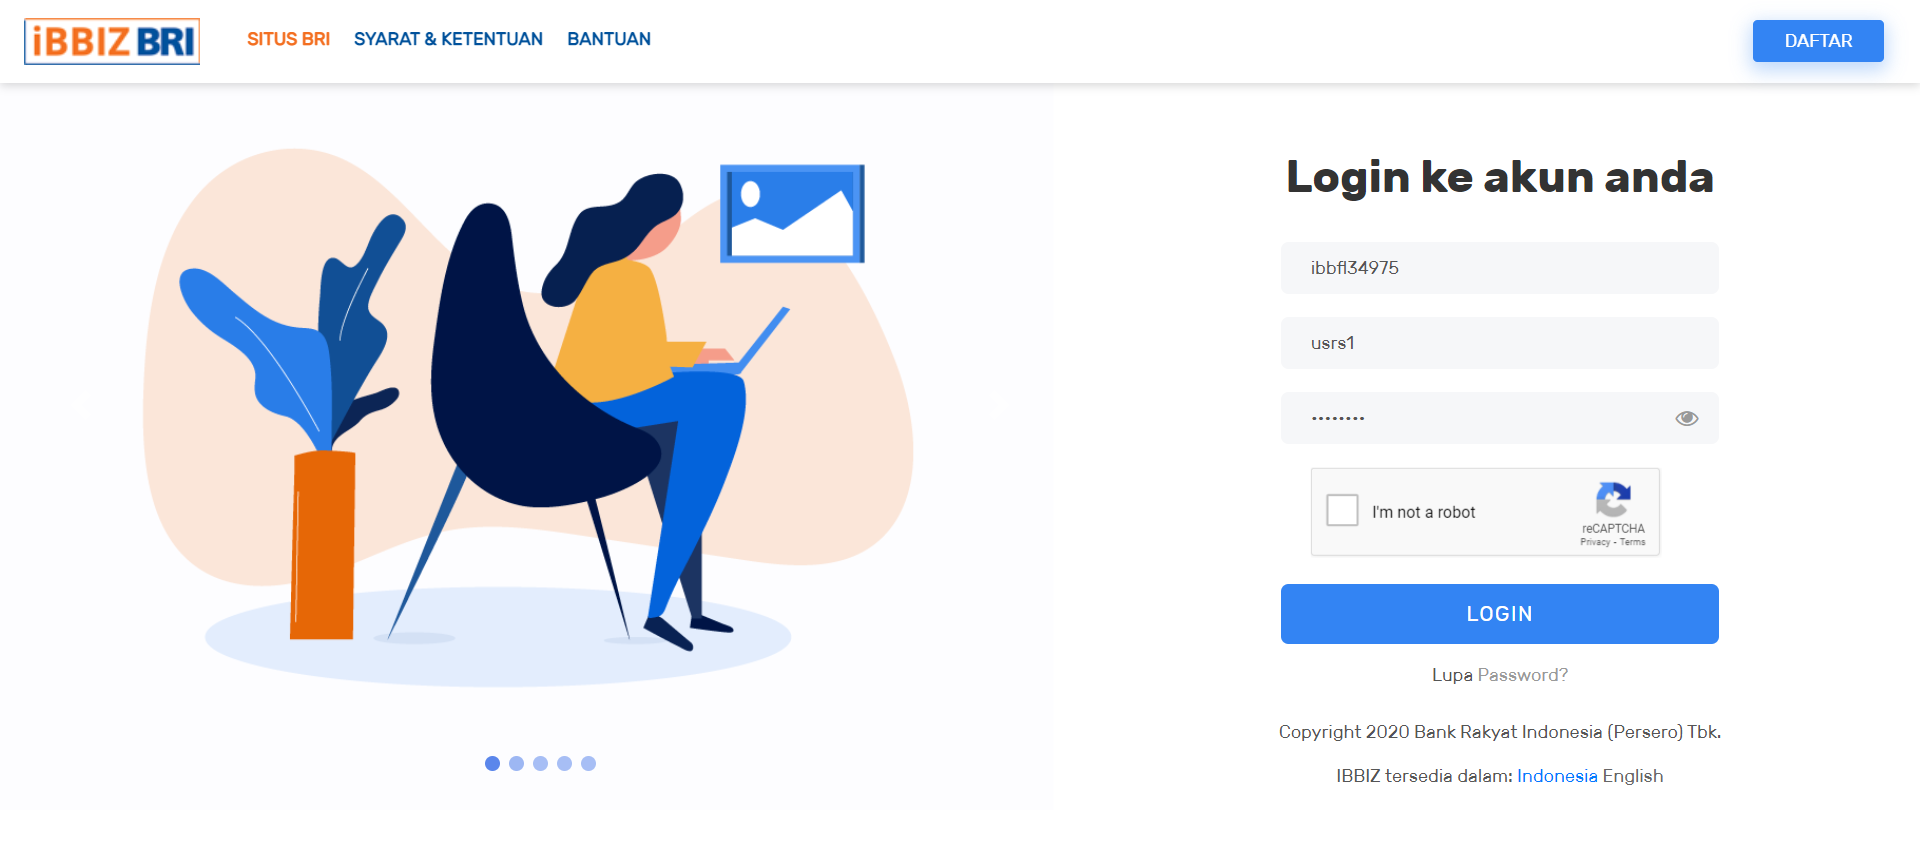 iBBIZ BRI
SITUS BRI SYARAT & KETENTUAN BANTUAN
DAFTAR
Login ke akun anda
ibbfl34975
usrs1
••••••••
I'm not a robot
reCAPTCHA
Privacy - Terms
LOGIN
Lupa Password?
Copyright 2020 Bank Rakyat Indonesia (Persero) Tbk.
IBBIZ tersedia dalam: Indonesia English